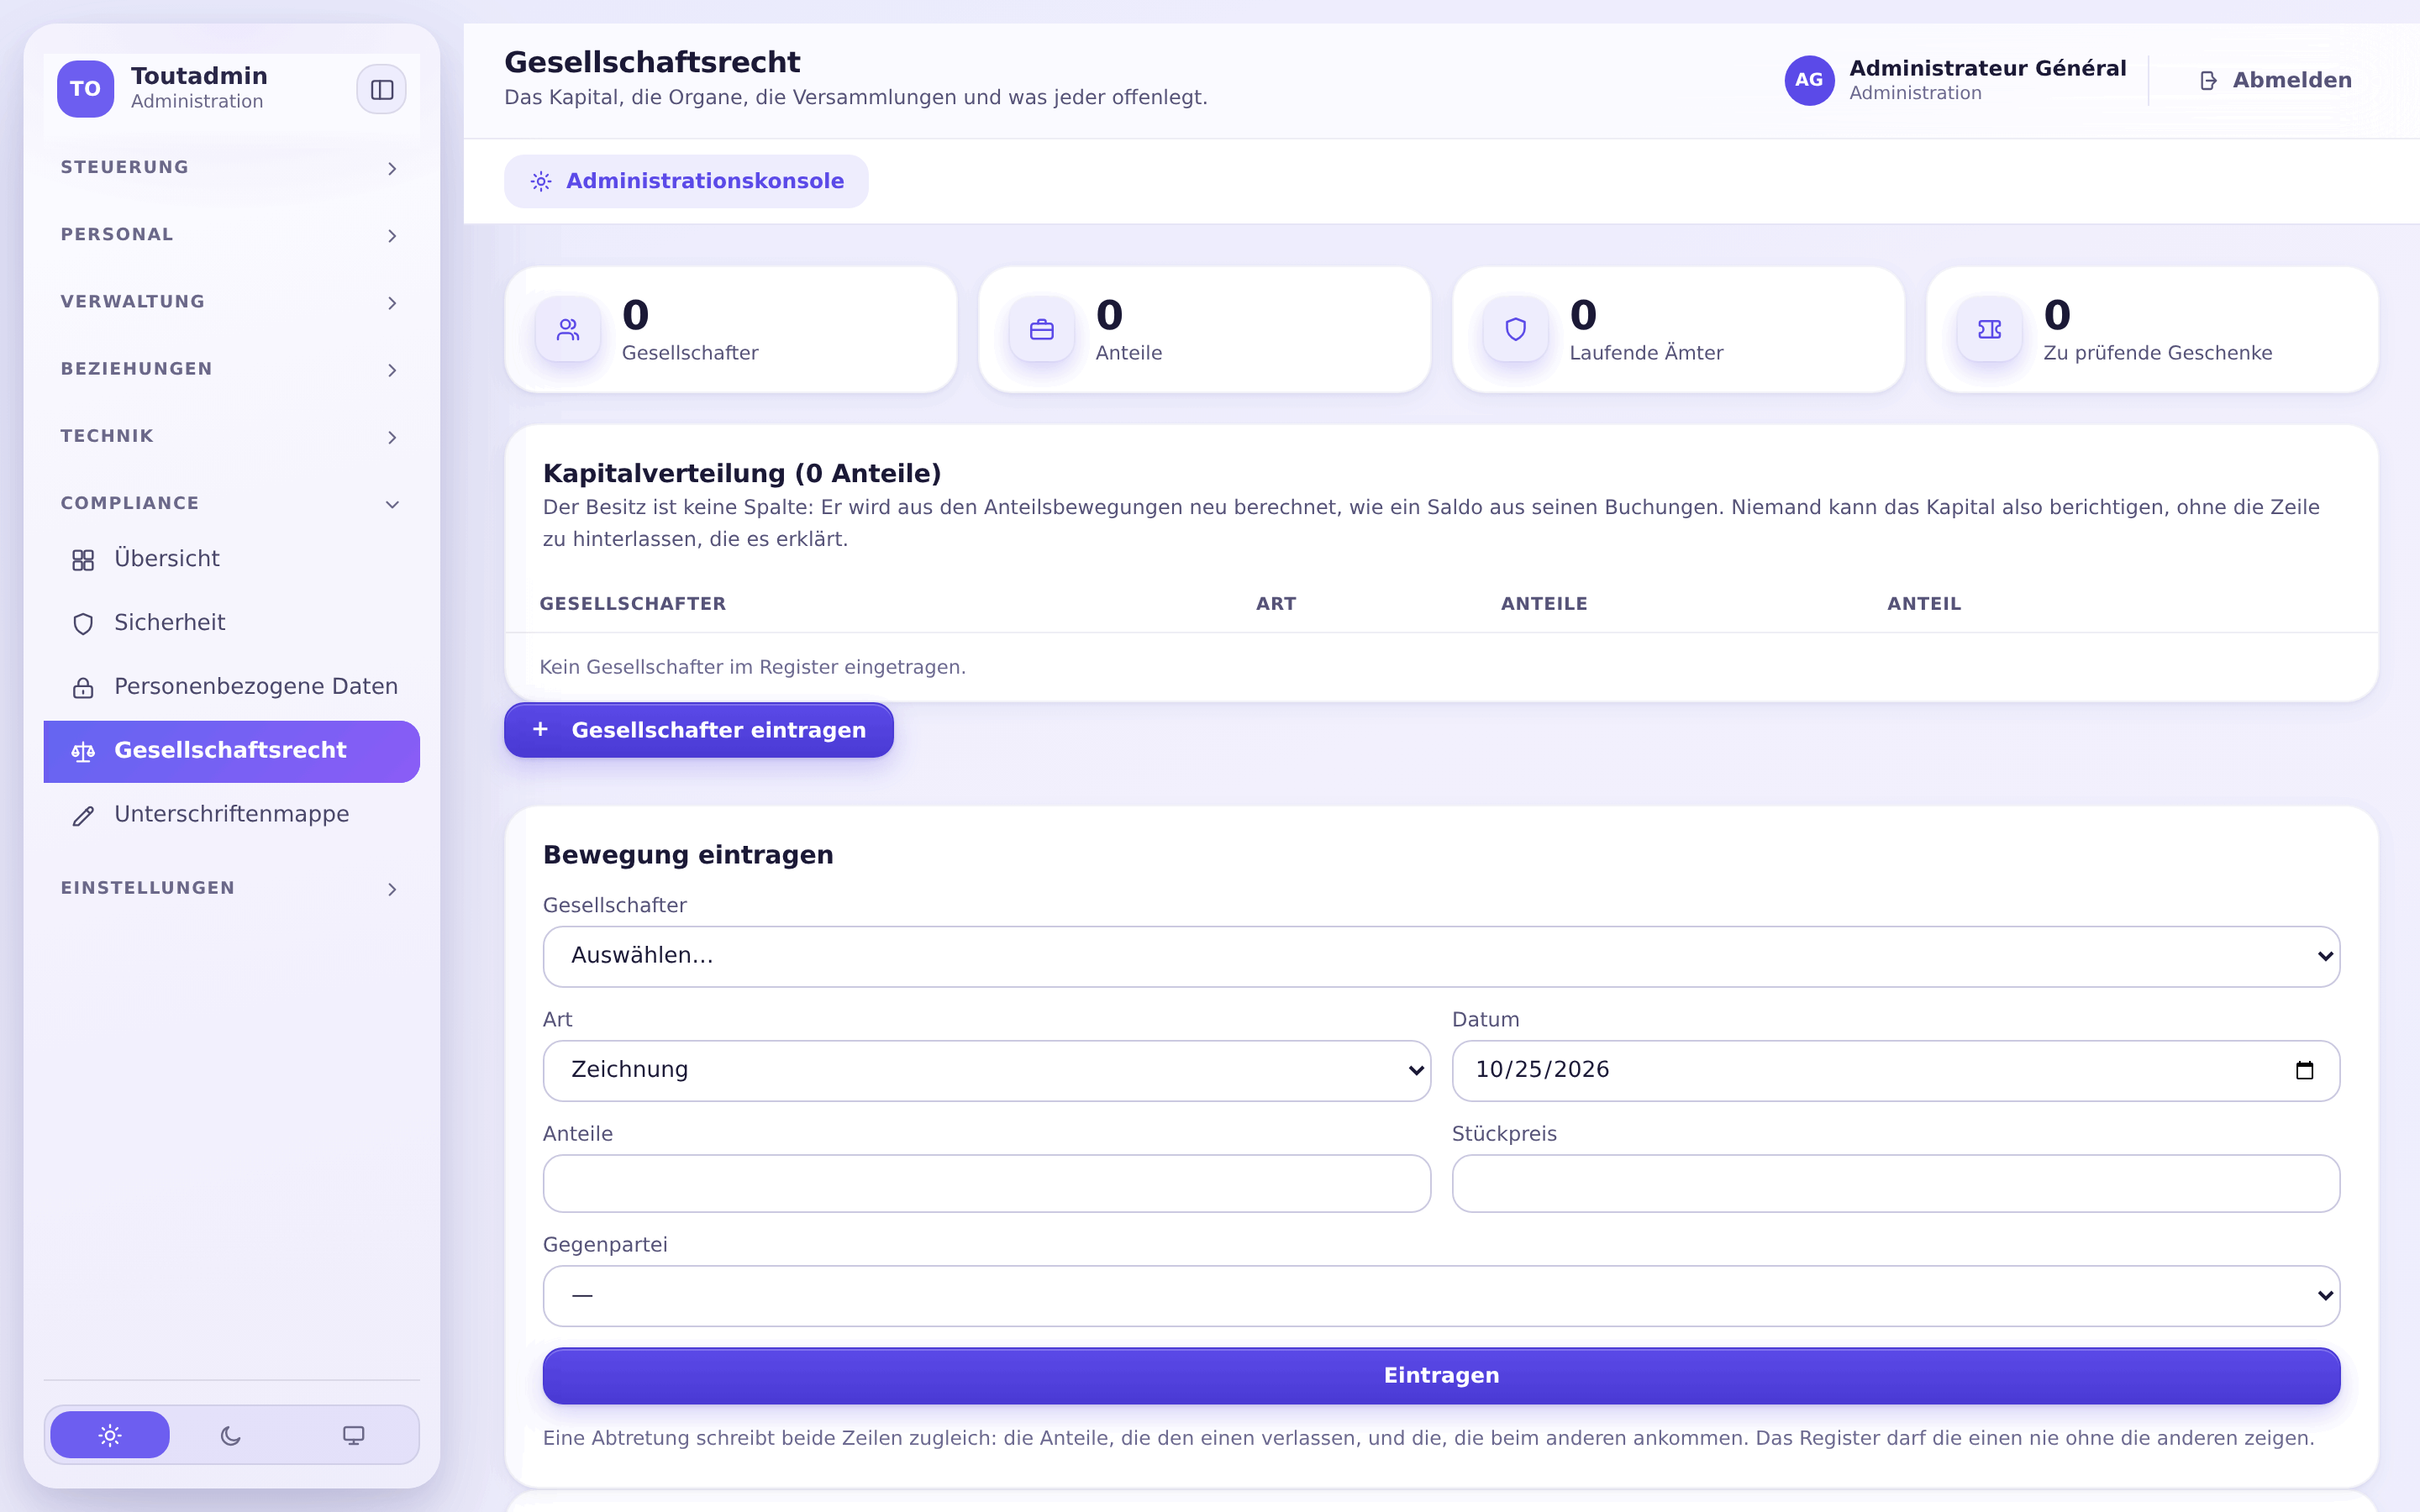 TO
Toutadmin
Administration
STEUERUNG
PERSONAL
VERWALTUNG
BEZIEHUNGEN
TECHNIK
COMPLIANCE
Übersicht
Sicherheit
Personenbezogene Daten
Gesellschaftsrecht
Unterschriftenmappe
EINSTELLUNGEN
Gesellschaftsrecht
Das Kapital, die Organe, die Versammlungen und was jeder offenlegt.
AG
Administrateur Général
Administration
Abmelden
Administrationskonsole
0
Gesellschafter
0
Anteile
0
Laufende Ämter
0
Zu prüfende Geschenke
Kapitalverteilung (0 Anteile)
Der Besitz ist keine Spalte: Er wird aus den Anteilsbewegungen neu berechnet, wie ein Saldo aus seinen Buchungen. Niemand kann das Kapital also berichtigen, ohne die Zeile
zu hinterlassen, die es erklärt.
GESELLSCHAFTER ART ANTEILE ANTEIL
Kein Gesellschafter im Register eingetragen.
+ Gesellschafter eintragen
Bewegung eintragen
Gesellschafter
Auswählen…
Art Datum
Zeichnung 10/25/2026
Anteile Stückpreis
Gegenpartei
—
Eintragen
Eine Abtretung schreibt beide Zeilen zugleich: die Anteile, die den einen verlassen, und die, die beim anderen ankommen. Das Register darf die einen nie ohne die anderen zeigen.